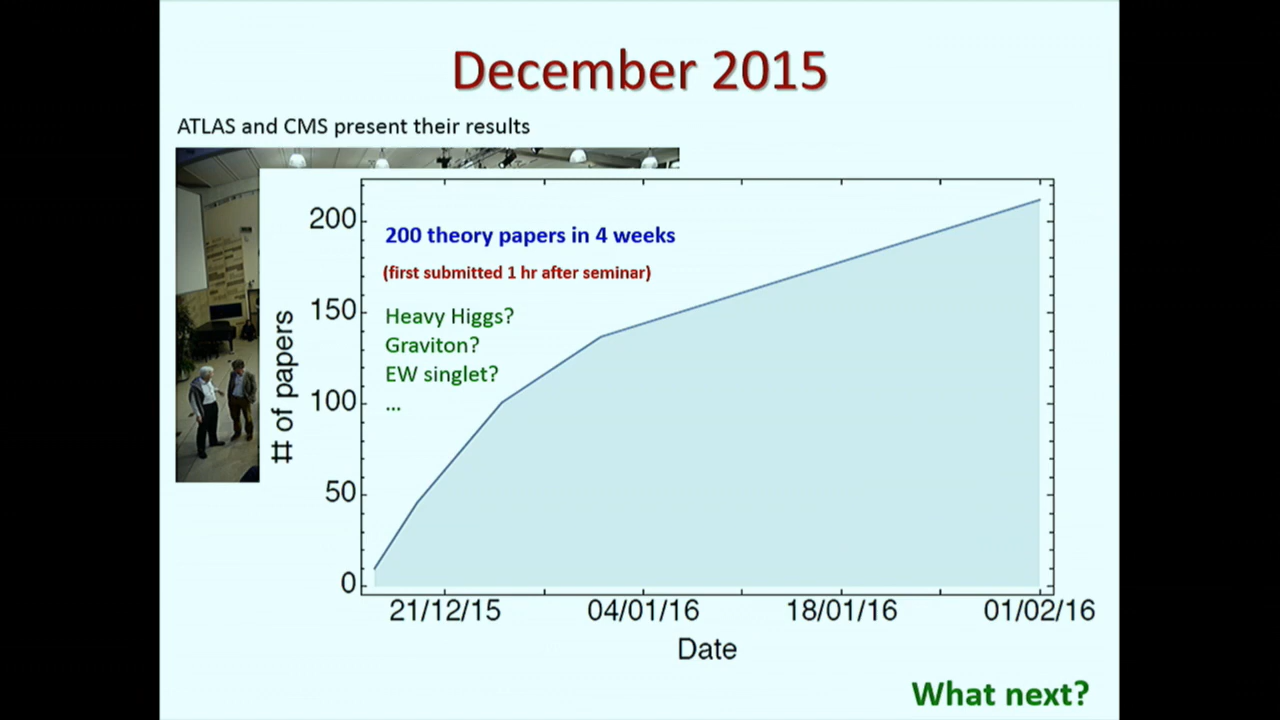 December 2015
ATLAS and CMS present their results
200 theory papers in 4 weeks
(first submitted 1 hr after seminar)
Heavy Higgs?
Graviton?
EW singlet?
...
# of papers
200
150
100
50
0
21/12/15 04/01/16 18/01/16 01/02/16
Date
What next?